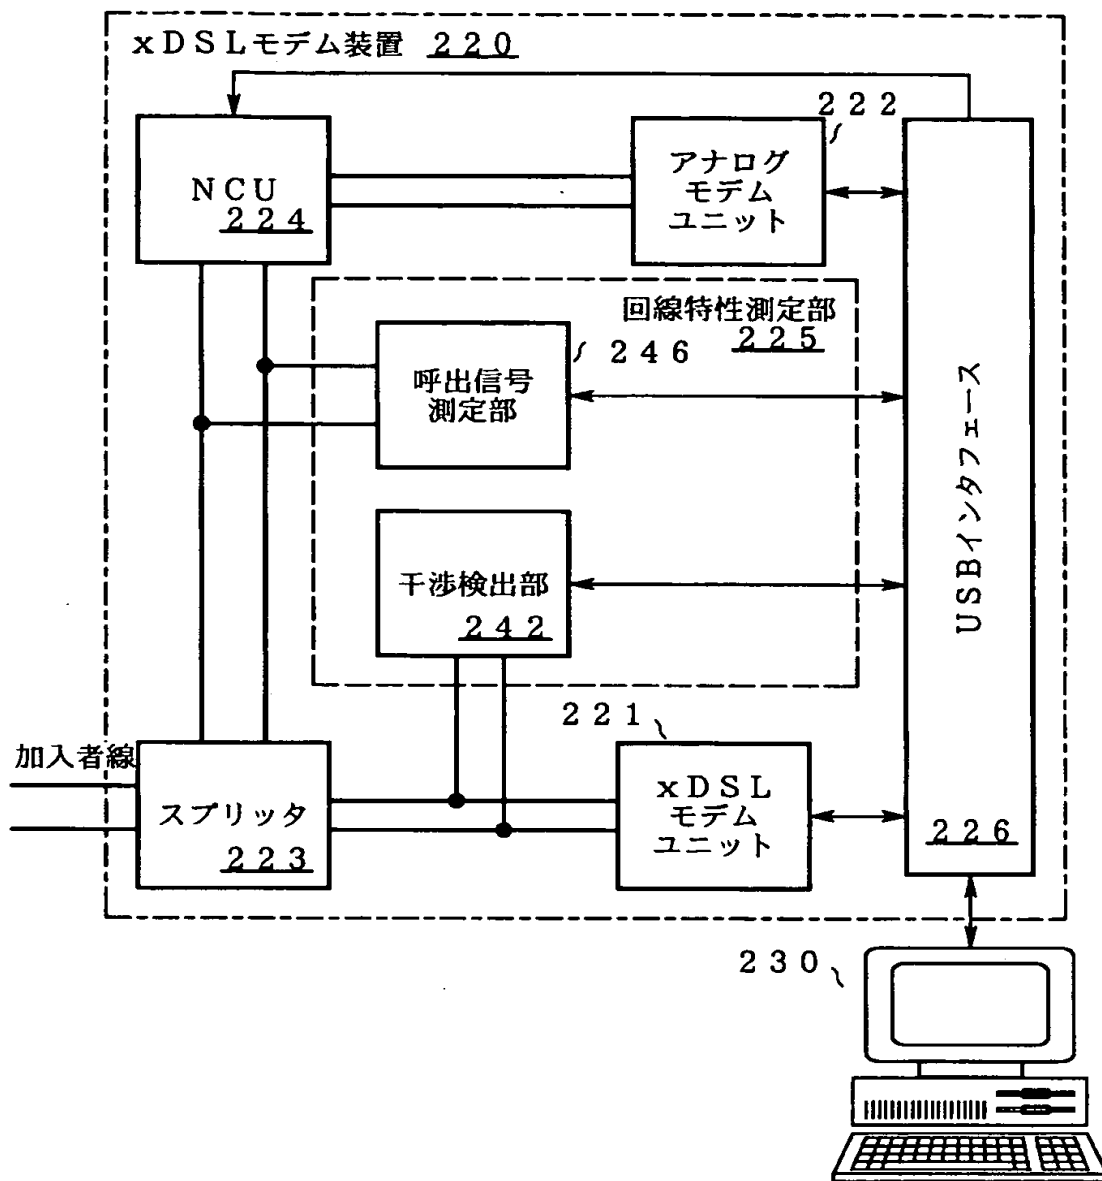 xDSLモデム装置 220
222
NCU
224
アナログ
モデム
ユニット
回線特性測定部
225
246
呼出信号
測定部
干渉検出部
242
USBインタフェース
226
221
加入者線
スプリッタ
223
xDSL
モデム
ユニット
230